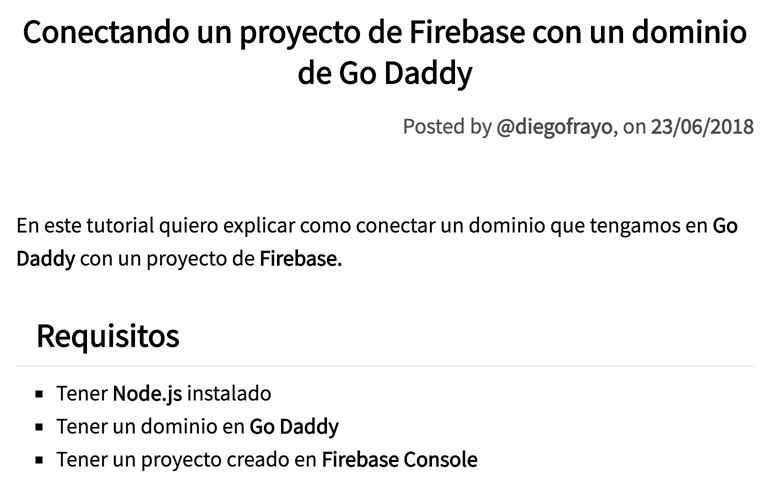 Conectando un proyecto de Firebase con un dominio
de Go Daddy
Posted by @diegofrayo, on 23/06/2018
En este tutorial quiero explicar como conectar un dominio que tengamos en Go
Daddy con un proyecto de Firebase.
Requisitos
▪ Tener Node.js instalado
▪ Tener un dominio en Go Daddy
▪ Tener un proyecto creado en Firebase Console